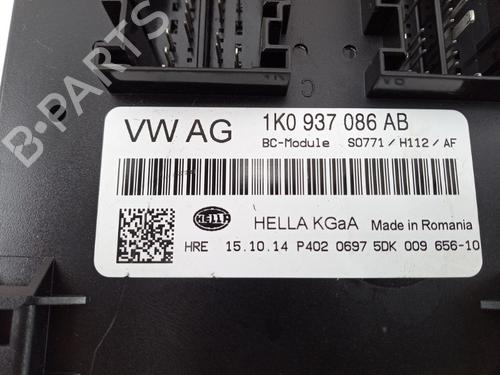 B-PARTS
VW AG 1K0 937 086 AB
BC-Module S0771/H112/AF
HELLA HELLA KGaA Made in Romania
HRE 15.10.14 P402 0697 5DK 009 656-10